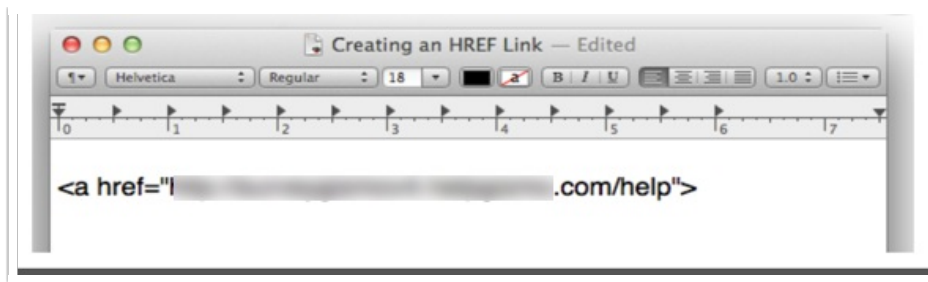 Creating an HREF Link — Edited
Helvetica Regular 18 a B I U 1.0
0 1 2 3 4 5 6 7
<a href="h .com/help">